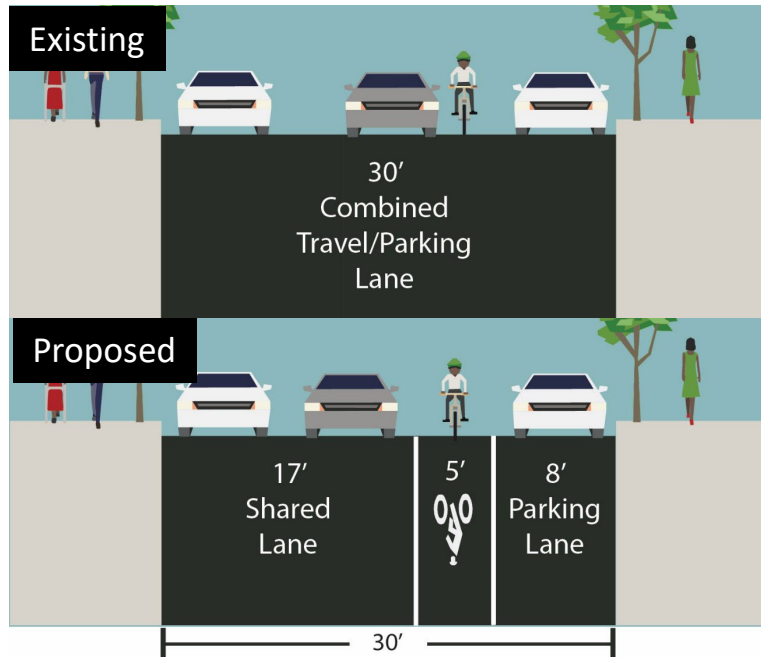 Existing
30’
Combined
Travel/Parking
Lane
Proposed
17’
Shared
Lane
5’
8’
Parking
Lane
30’